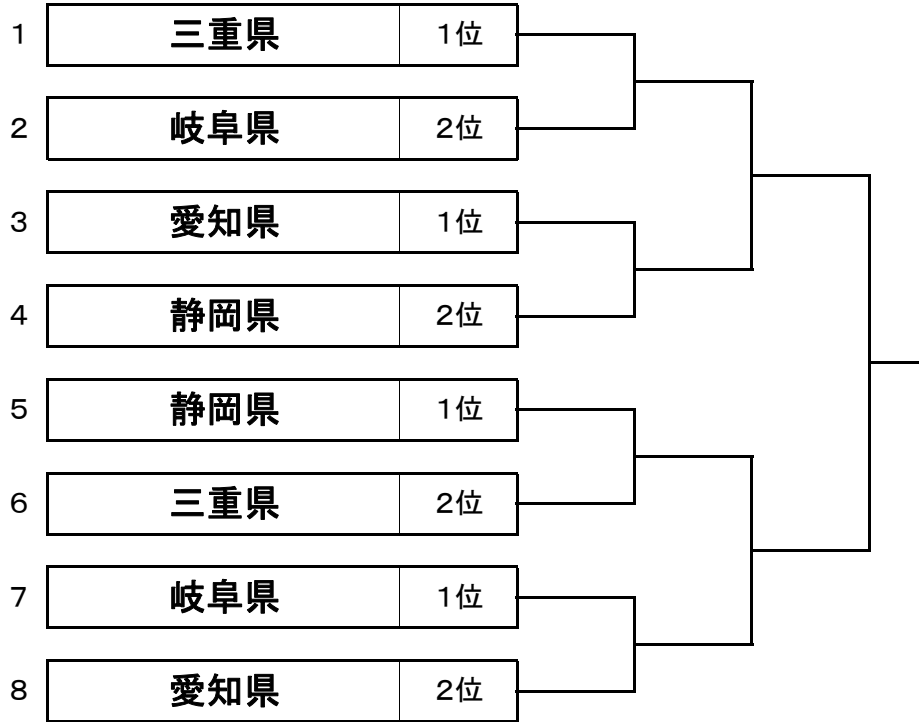 1 三重県 1位
2 岐阜県 2位
3 愛知県 1位
4 静岡県 2位
5 静岡県 1位
6 三重県 2位
7 岐阜県 1位
8 愛知県 2位